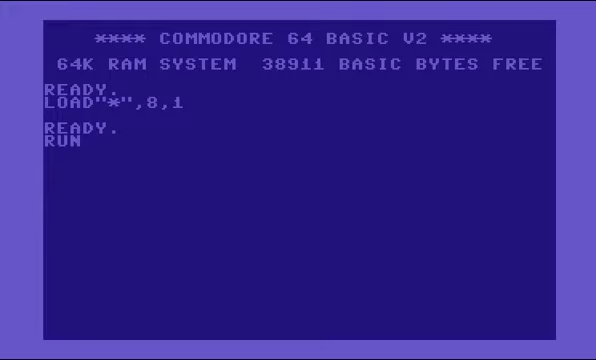 **** COMMODORE 64 BASIC V2 ****
64K RAM SYSTEM  38911 BASIC BYTES FREE
READY.
LOAD"*",8,1
READY.
RUN